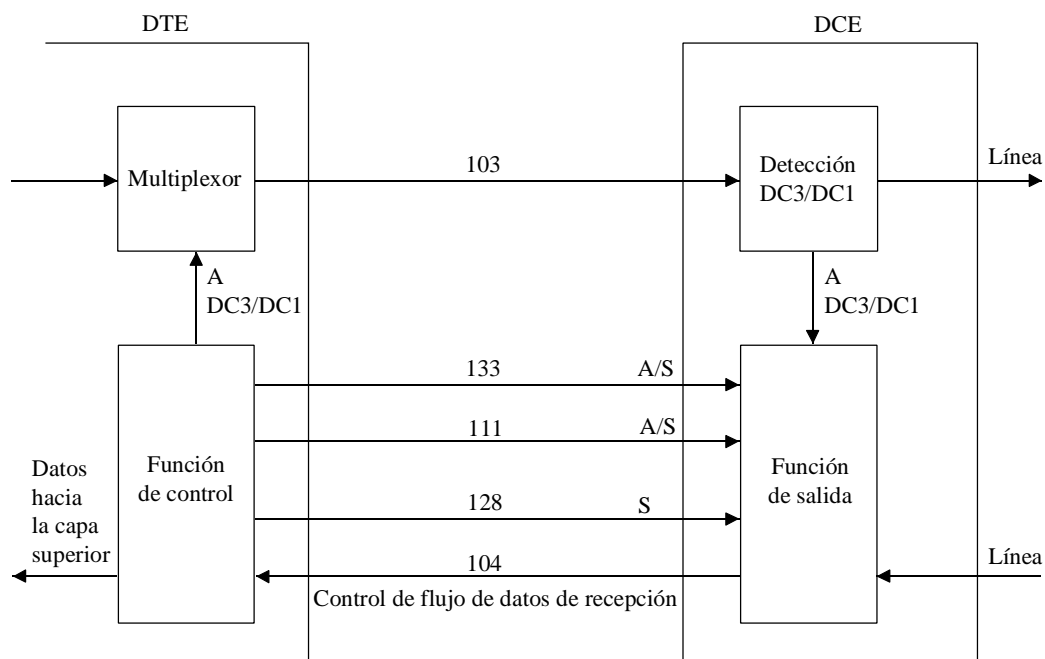 DTE
DCE
Multiplexor
103
Detección
DC3/DC1
Línea
A
DC3/DC1
A
DC3/DC1
133
A/S
111
A/S
Función
de control
Función
de salida
Datos
hacia
la capa
superior
128
S
104
Línea
Control de flujo de datos de recepción